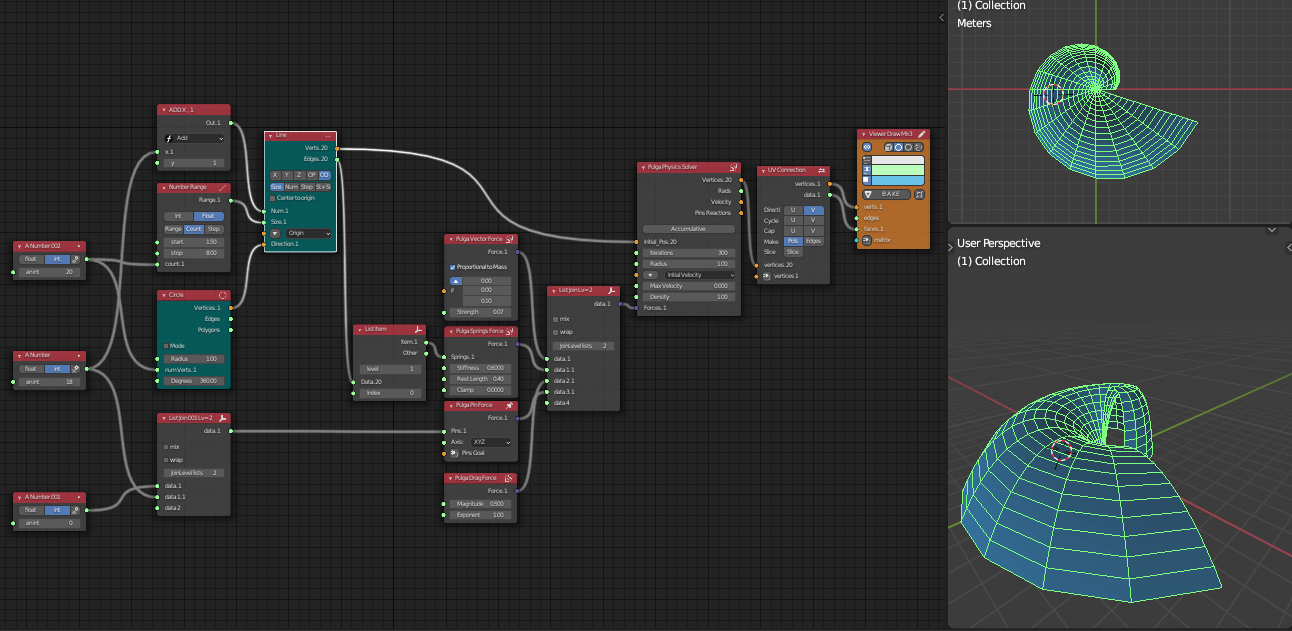 (1) Collection
Meters
ADD X, 1
Out. 1
Add
x. 1
y 1
Number Range
Range. 1
Int Float
Range Count Step
start 1.50
stop 8.00
count. 1
A Number.002
float int
anint 20
Circle
Vertices. 1
Edges
Polygons
Mode
Radius 1.00
num Verts. 1
Degrees 360.00
A Number
float int
anint 18
List Join.001 Lv=2
data. 1
mix
wrap
JoinLevelLists 2
data. 1
data.1 1
data 2
A Number.001
float int
anint 0
Line
Verts. 20
Edges. 20
X Y Z OP OD
Size Num Step St+Si
Center to origin
Num. 1
Size. 1
Origin
Direction. 1
List Item
Item. 1
Other
level 1
Data. 20
Index 0
Pulga Vector Force
Force. 1
Proportional to Mass
0.00
F 0.00
0.10
Strength 0.07
Pulga Springs Force
Force. 1
Springs. 1
Stiffness 0.6000
Rest Length 0.40
Clamp 0.0000
Pulga Pin Force
Force. 1
Pins. 1
Axis: XYZ
Pins Goal
Pulga Drag Force
Force. 1
Magnitude 0.500
Exponent 1.00
List Join Lv=2
data. 1
mix
wrap
JoinLevelLists 2
data. 1
data.1 1
data.2 1
data.3 1
data 4
Pulga Physics Solver
Vertices. 20
Rads
Velocity
Pins Reactions
Accumulative
Initial_Pos. 20
Iterations 300
Radius 1.00
Initial Velocity
Max Velocity 0.000
Density 1.00
Forces. 1
UV Connection
vertices. 1
data. 1
Directi U V
Cycle U V
Cap U V
Make Pols Edges
Slice Slice
vertices. 20
vertices. 1
Viewer Draw Mk3
BAKE
verts. 1
edges
faces. 1
matrix
User Perspective
(1) Collection